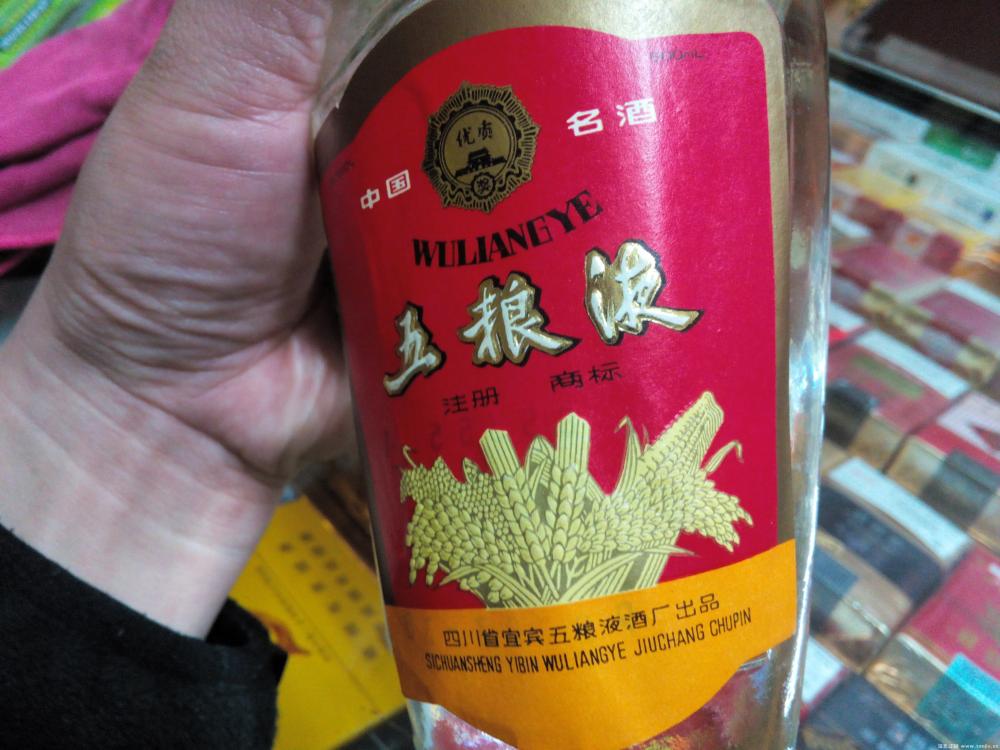 500mL
中国
优质
名酒
WULIANGYE
五粮液
注册 商标
四川省宜宾五粮液酒厂出品
SICHUANSHENG YIBIN WULIANGYE JIUCHANG CHUPIN